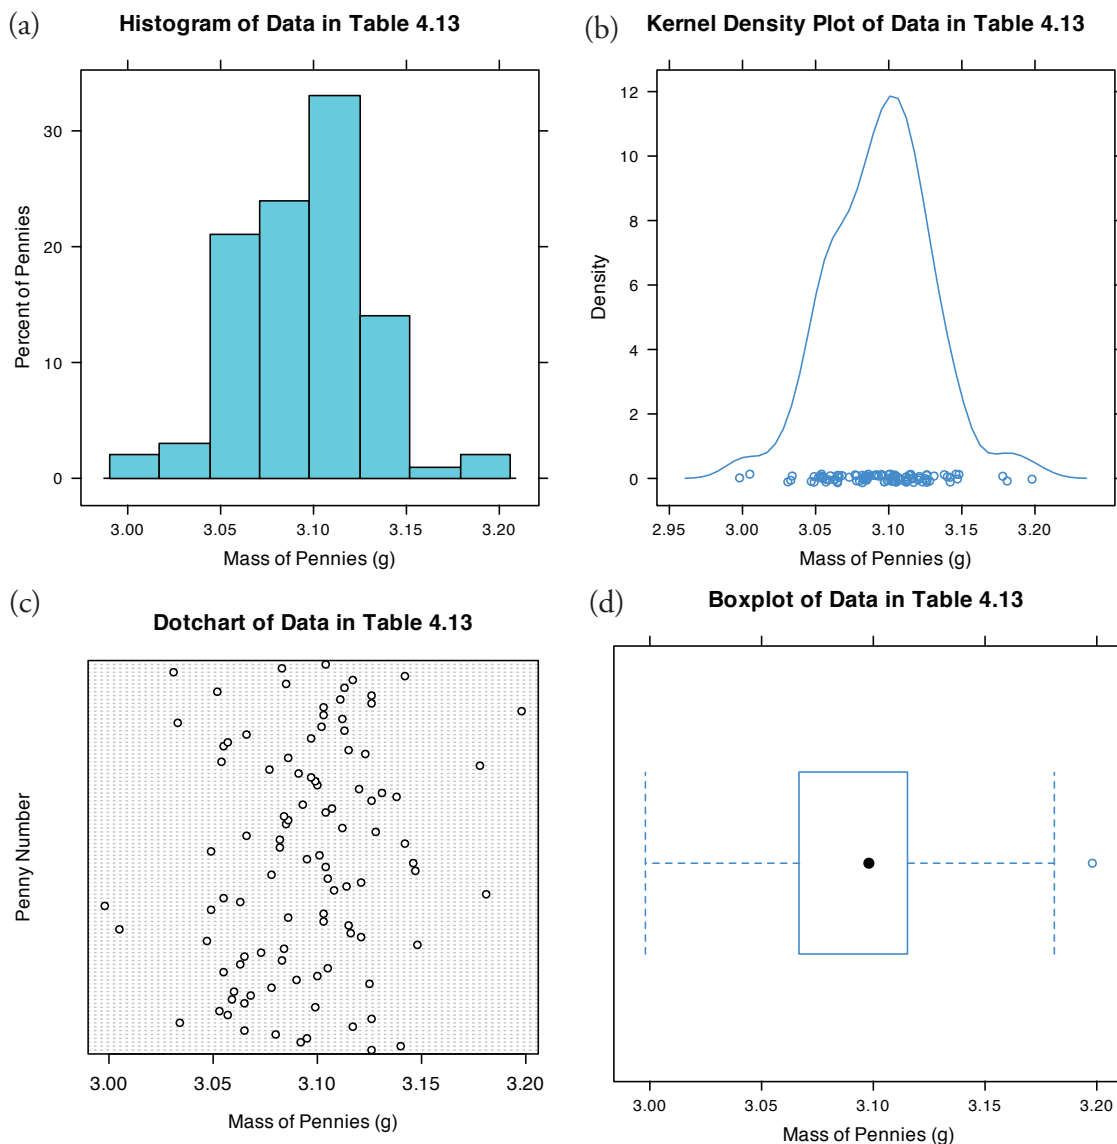 (a)
Histogram of Data in Table 4.13
Percent of Pennies
30
20
10
0
3.00
3.05
3.10
3.15
3.20
Mass of Pennies (g)
(b)
Kernel Density Plot of Data in Table 4.13
Density
12
10
8
6
4
2
0
2.95
3.00
3.05
3.10
3.15
3.20
Mass of Pennies (g)
(c)
Dotchart of Data in Table 4.13
Penny Number
3.00
3.05
3.10
3.15
3.20
Mass of Pennies (g)
(d)
Boxplot of Data in Table 4.13
3.00
3.05
3.10
3.15
3.20
Mass of Pennies (g)